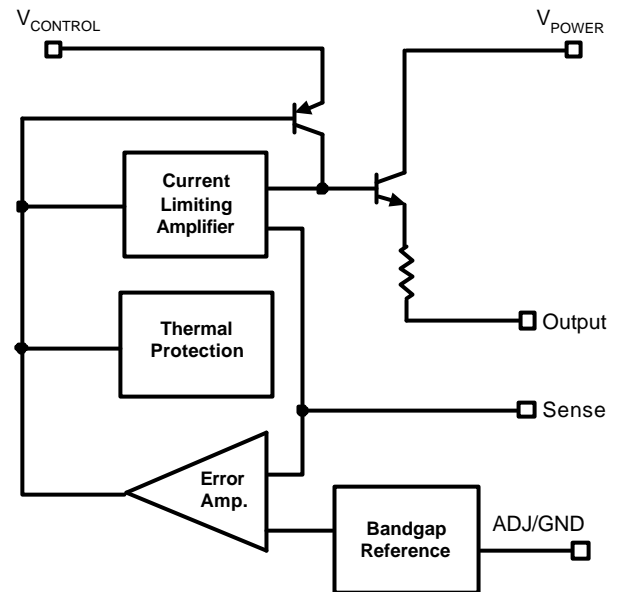 VCONTROL
VPOWER
Current
Limiting
Amplifier
Output
Thermal
Protection
Sense
Error
Amp.
ADJ/GND
Bandgap
Reference